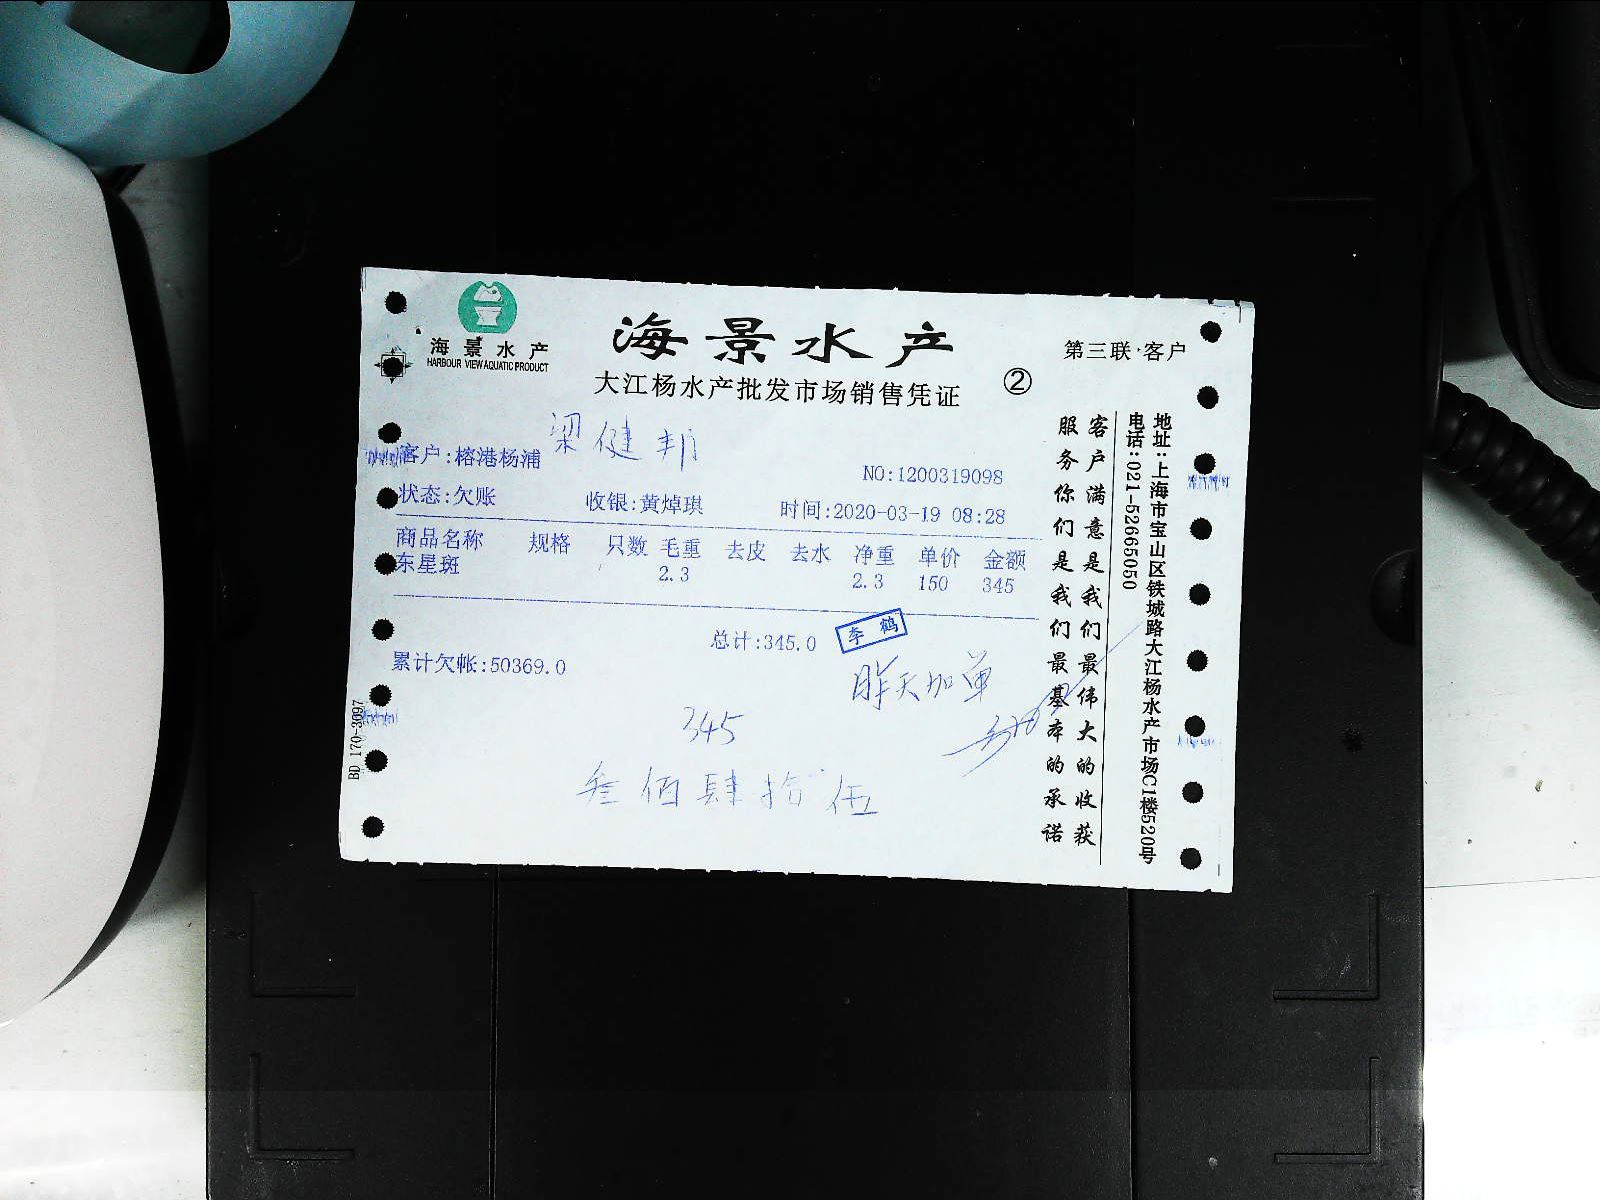 海景水产
HARBOUR VIEW AQUATIC PRODUCT
海景水产
大江杨水产批发市场销售凭证
②
第三联·客户
梁健邦
客户:榕港杨浦
NO:1200319098
状态:欠账 收银:黄焯琪 时间:2020-03-19 08:28
商品名称 规格 只数 毛重 去皮 去水 净重 单价 金额
东星斑 2.3 2.3 150 345
总计:345.0
李鹤
累计欠帐:50369.0
昨天加单
345
叁佰肆拾伍
客户满意是我们最伟大的收获
服务你们是我们最基本的承诺
地址:上海市宝山区铁城路大江杨水产市场C1楼520号
电话:021-52665050
BD 170-3097